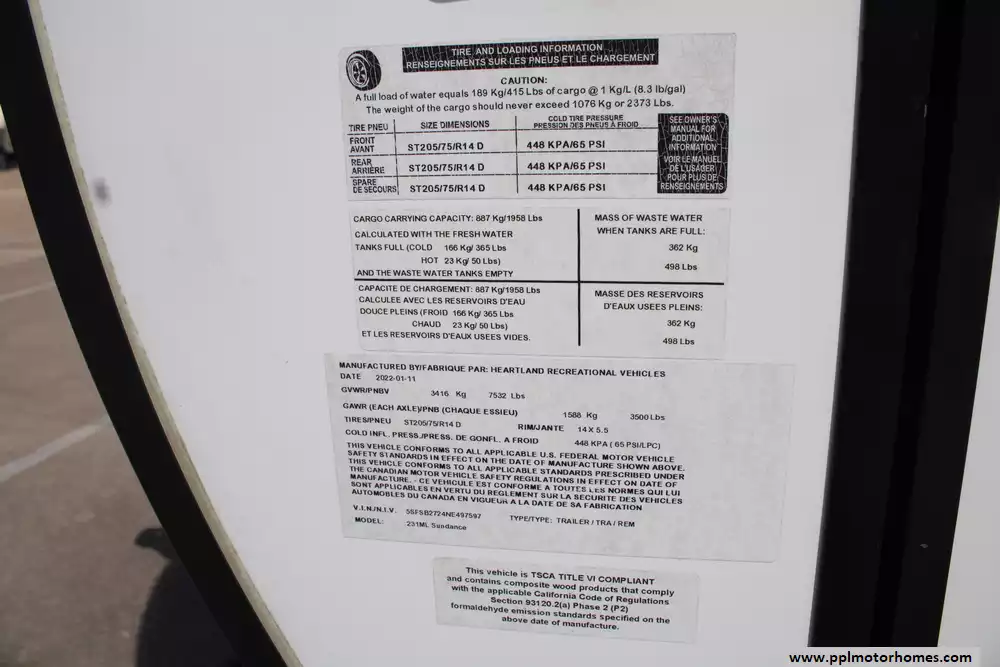 TIRE AND LOADING INFORMATION
RENSEIGNEMENTS SUR LES PNEUS ET LE CHARGEMENT
CAUTION:
A full load of water equals 189 Kg/415 Lbs of cargo @ 1 Kg/L (8.3 lb/gal)
The weight of the cargo should never exceed 1076 Kg or 2373 Lbs.
TIRE PNEU SIZE DIMENSIONS COLD TIRE PRESSURE
PRESSION DES PNEUS À FROID
FRONT
AVANT ST205/75/R14 D 448 KPA/65 PSI
REAR
ARRIÈRE ST205/75/R14 D 448 KPA/65 PSI
SPARE
DE SECOURS ST205/75/R14 D 448 KPA/65 PSI
SEE OWNER'S
MANUAL FOR
ADDITIONAL
INFORMATION
VOIR LE MANUEL
DE L'USAGER
POUR PLUS DE
RENSEIGNEMENTS
CARGO CARRYING CAPACITY: 887 Kg/1958 Lbs
CALCULATED WITH THE FRESH WATER
TANKS FULL (COLD 166 Kg/ 365 Lbs
HOT 23 Kg/ 50 Lbs)
AND THE WASTE WATER TANKS EMPTY
MASS OF WASTE WATER
WHEN TANKS ARE FULL:
362 Kg
498 Lbs
CAPACITE DE CHARGEMENT: 887 Kg/1958 Lbs
CALCULEE AVEC LES RESERVOIRS D'EAU
DOUCE PLEINS (FROID 166 Kg/ 365 Lbs
CHAUD 23 Kg/ 50 Lbs)
ET LES RESERVOIRS D'EAUX USEES VIDES.
MASSE DES RESERVOIRS
D'EAUX USEES PLEINS:
362 Kg
498 Lbs
MANUFACTURED BY/FABRIQUE PAR: HEARTLAND RECREATIONAL VEHICLES
DATE 2022-01-11
GVWR/PNBV 3416 Kg 7532 Lbs
GAWR (EACH AXLE)/PNB (CHAQUE ESSIEU) 1588 Kg 3500 Lbs
TIRES/PNEU ST205/75/R14 D RIM/JANTE 14 X 5.5
COLD INFL. PRESS./PRESS. DE GONFL. A FROID 448 KPA ( 65 PSI/LPC)
THIS VEHICLE CONFORMS TO ALL APPLICABLE U.S. FEDERAL MOTOR VEHICLE
SAFETY STANDARDS IN EFFECT ON THE DATE OF MANUFACTURE SHOWN ABOVE.
THIS VEHICLE CONFORMS TO ALL APPLICABLE STANDARDS PRESCRIBED UNDER
THE CANADIAN MOTOR VEHICLE SAFETY REGULATIONS IN EFFECT ON DATE OF
MANUFACTURE. - CE VEHICULE EST CONFORME A TOUTES LES NORMES QUI LUI
SONT APPLICABLES EN VERTU DU REGLEMENT SUR LA SECURITE DES VEHICLES
AUTOMOBILES DU CANADA EN VIGUEUR A LA DATE DE SA FABRICATION
V.I.N./N.I.V. 5SFSB2724NE497597 TYPE/TYPE: TRAILER / TRA / REM
MODEL: 231ML Sundance
This vehicle is TSCA TITLE VI COMPLIANT
and contains composite wood products that comply
with the applicable California Code of Regulations
Section 93120.2(a) Phase 2 (P2)
formaldehyde emission standards specified on the
above date of manufacture.
www.pplmotorhomes.com